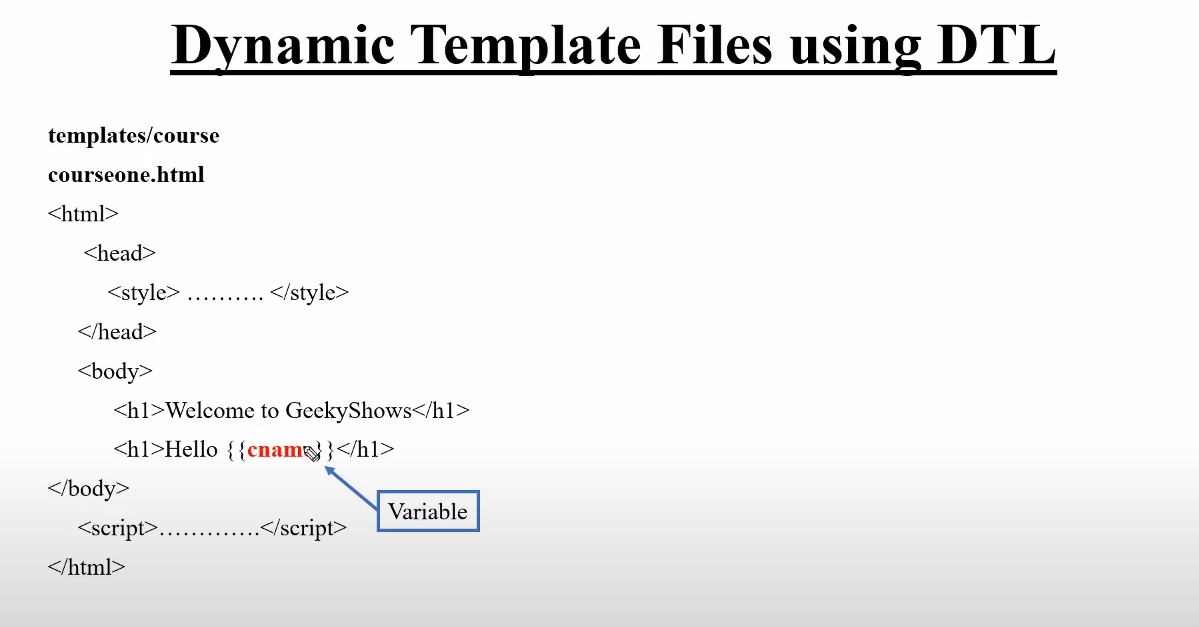 Dynamic Template Files using DTL
templates/course
courseone.html
<html>
<head>
<style> ………. </style>
</head>
<body>
<h1>Welcome to GeekyShows</h1>
<h1>Hello {{cnam}}</h1>
</body>
Variable
<script>………….</script>
</html>